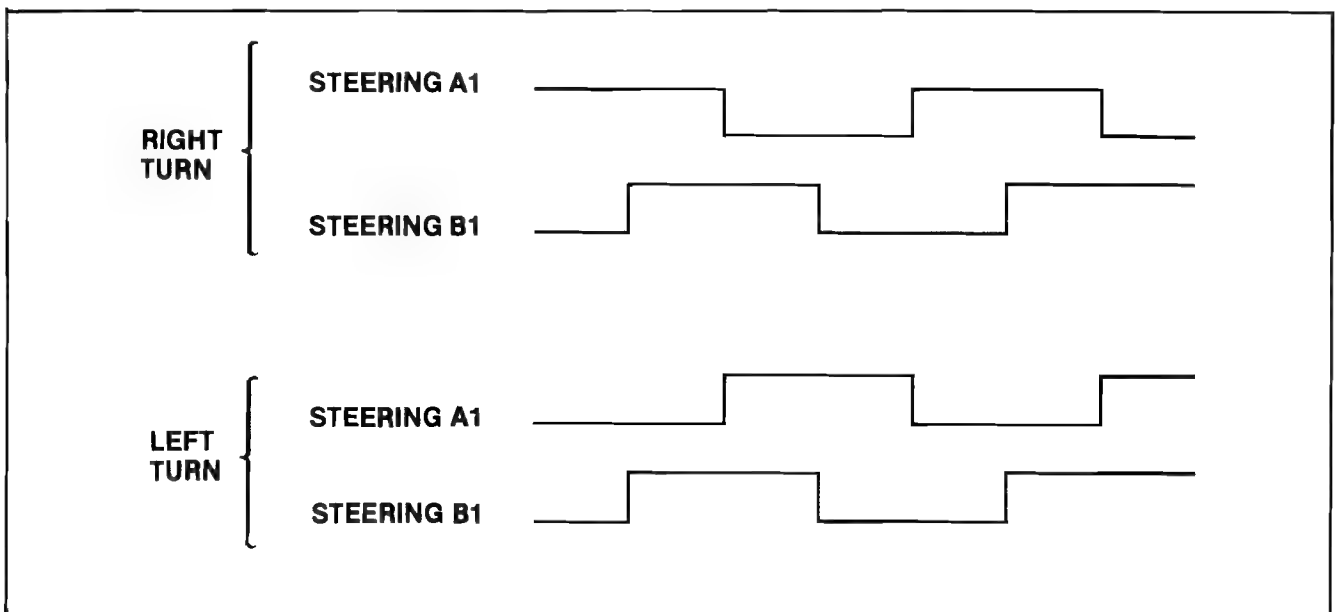 RIGHT
TURN
STEERING A1
STEERING B1
LEFT
TURN
STEERING A1
STEERING B1